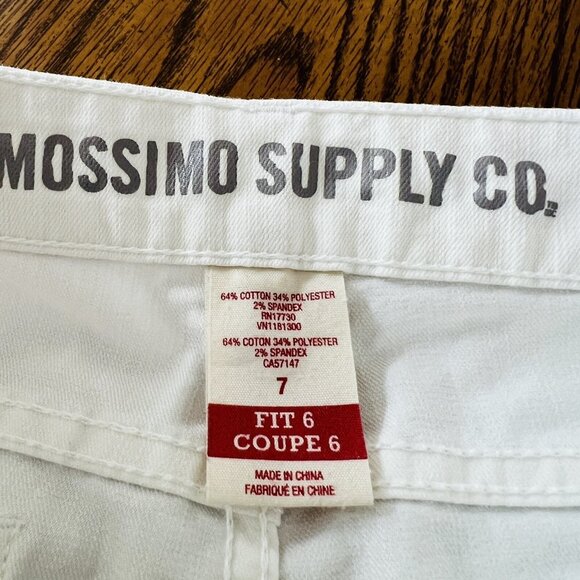 MOSSIMO SUPPLY CO.
64% COTTON 34% POLYESTER
2% SPANDEX
RN17730
VN1181300
64% COTON 34% POLYESTER
2% SPANDEX
CA57147
7
FIT 6
COUPE 6
MADE IN CHINA
FABRIQUÉ EN CHINE